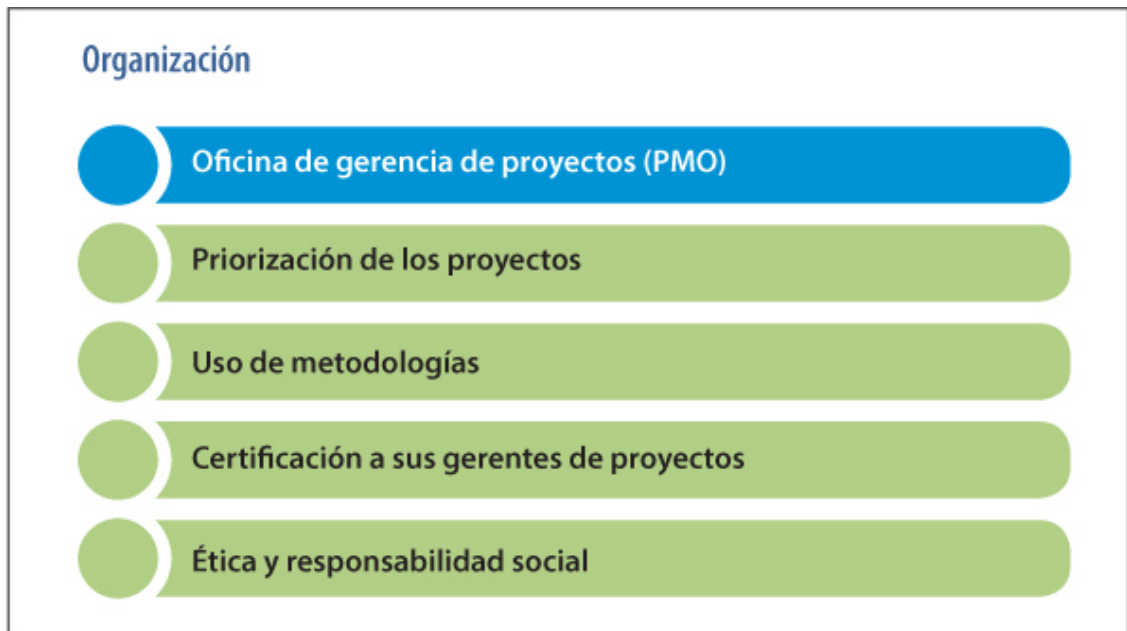 Organización
Oficina de gerencia de proyectos (PMO)
Priorización de los proyectos
Uso de metodologías
Certificación a sus gerentes de proyectos
Ética y responsabilidad social